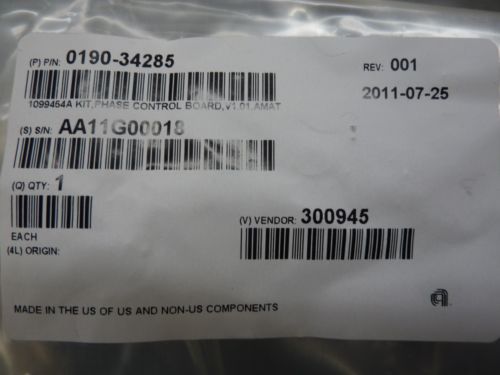 (P) P/N: 0190-34285
REV: 001
1099454A KIT,PHASE CONTROL BOARD,V1.01,AMAT
2011-07-25
(S) S/N: AA11G00018
(Q) QTY: 1
EACH
(V) VENDOR: 300945
(4L) ORIGIN:
MADE IN THE US OF US AND NON-US COMPONENTS